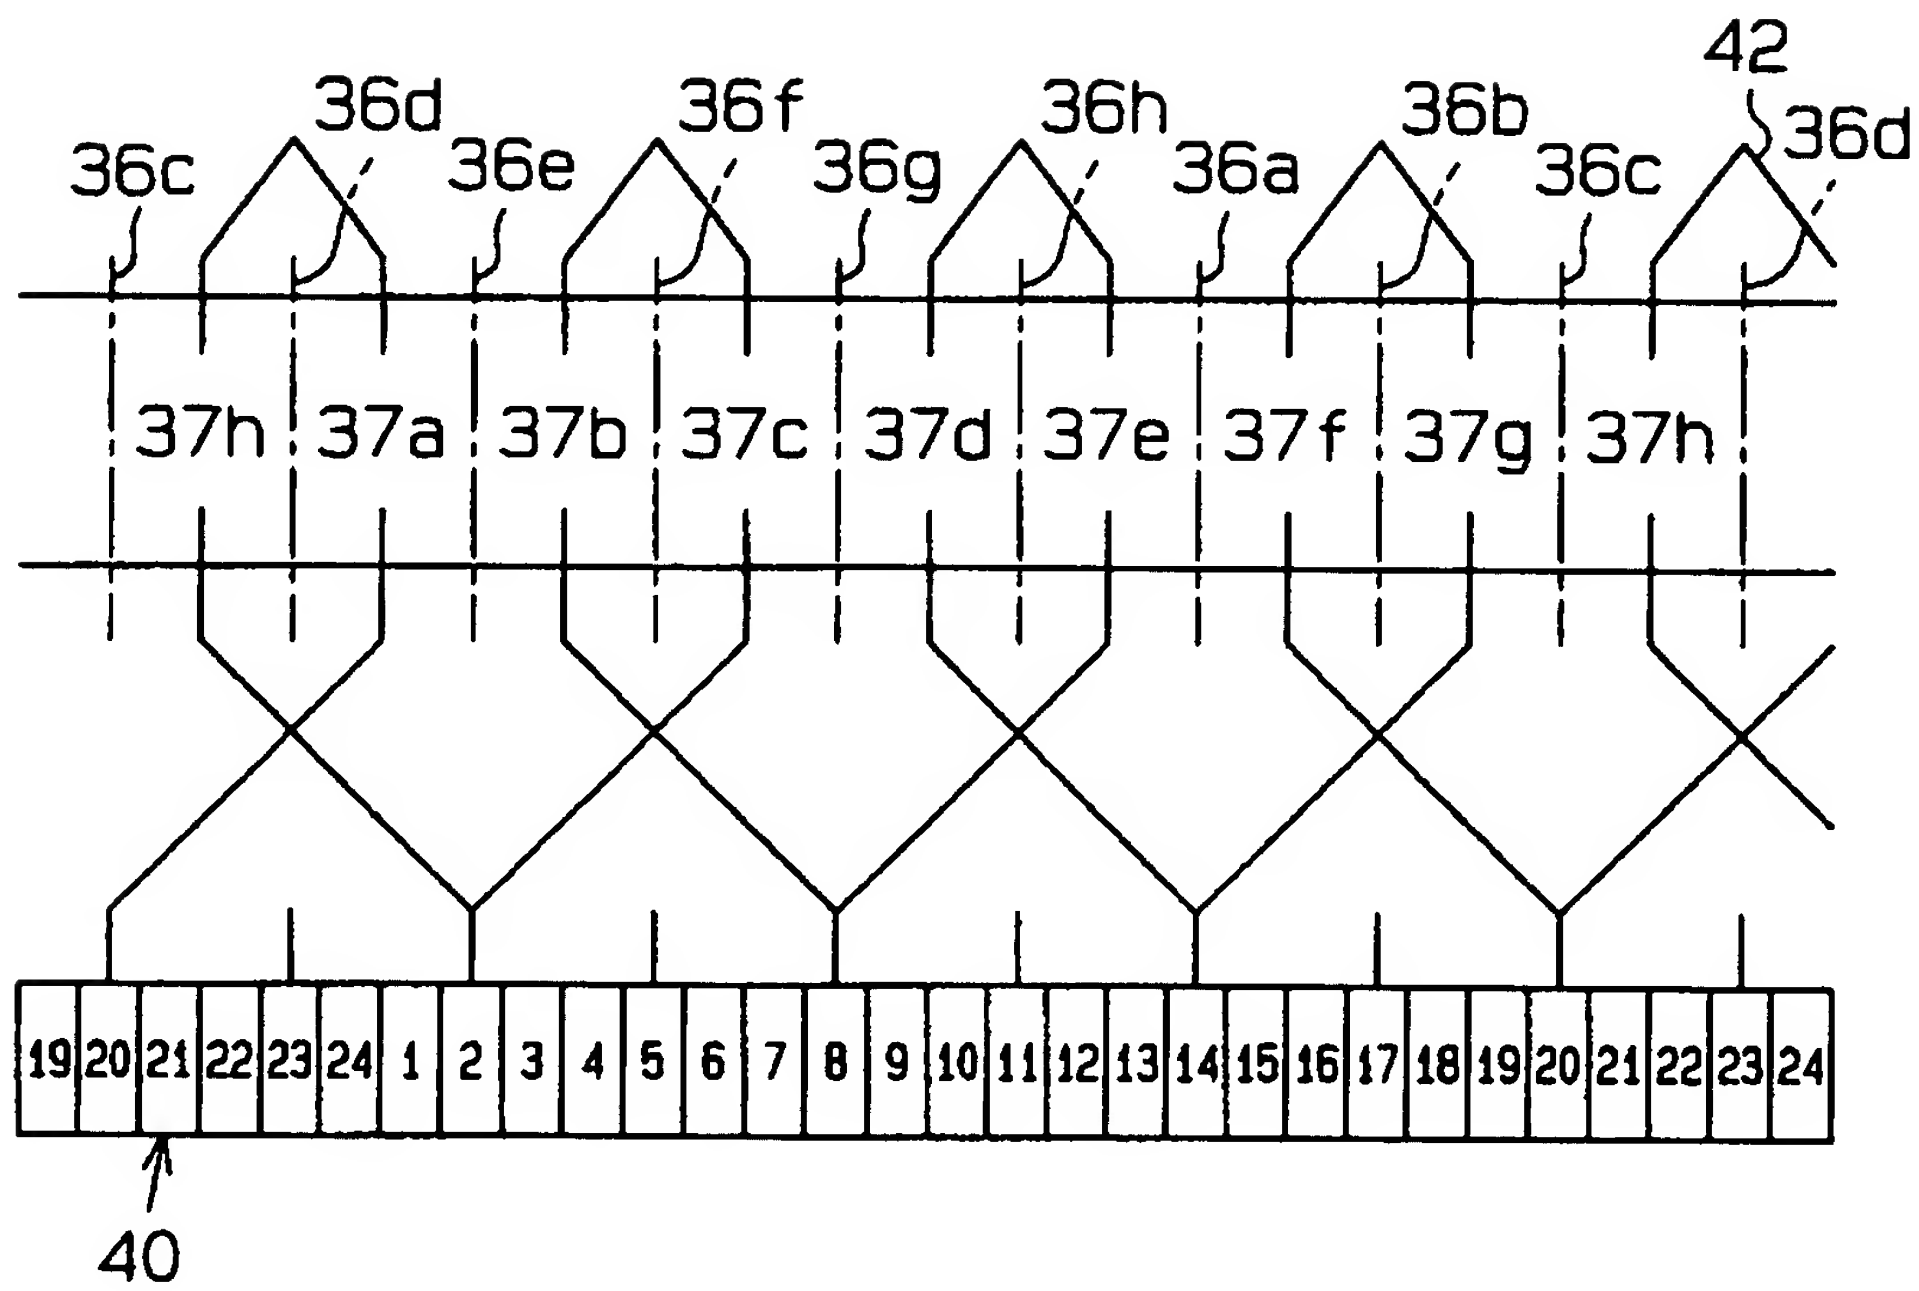 42
36d 36f 36h 36b 36d
36c 36e 36g 36a 36c
37h 37a 37b 37c 37d 37e 37f 37g 37h
19 20 21 22 23 24 1 2 3 4 5 6 7 8 9 10 11 12 13 14 15 16 17 18 19 20 21 22 23 24
40